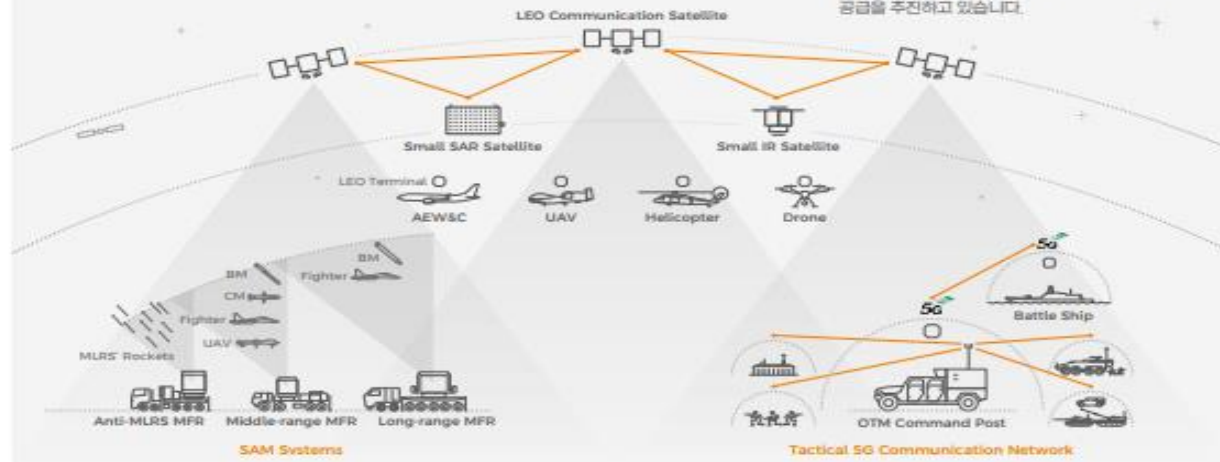 공급을 추진하고 있습니다.
LEO Communication Satellite
Small SAR Satellite
Small IR Satellite
LEO Terminal
AEW&C
UAV
Helicopter
Drone
BM
BM
Fighter
CM
Fighter
UAV
MLRS' Rockets
5G
5G
Battle Ship
Anti-MLRS MFR
Middle-range MFR
Long-range MFR
OTM Command Post
SAM Systems
Tactical 5G Communication Network